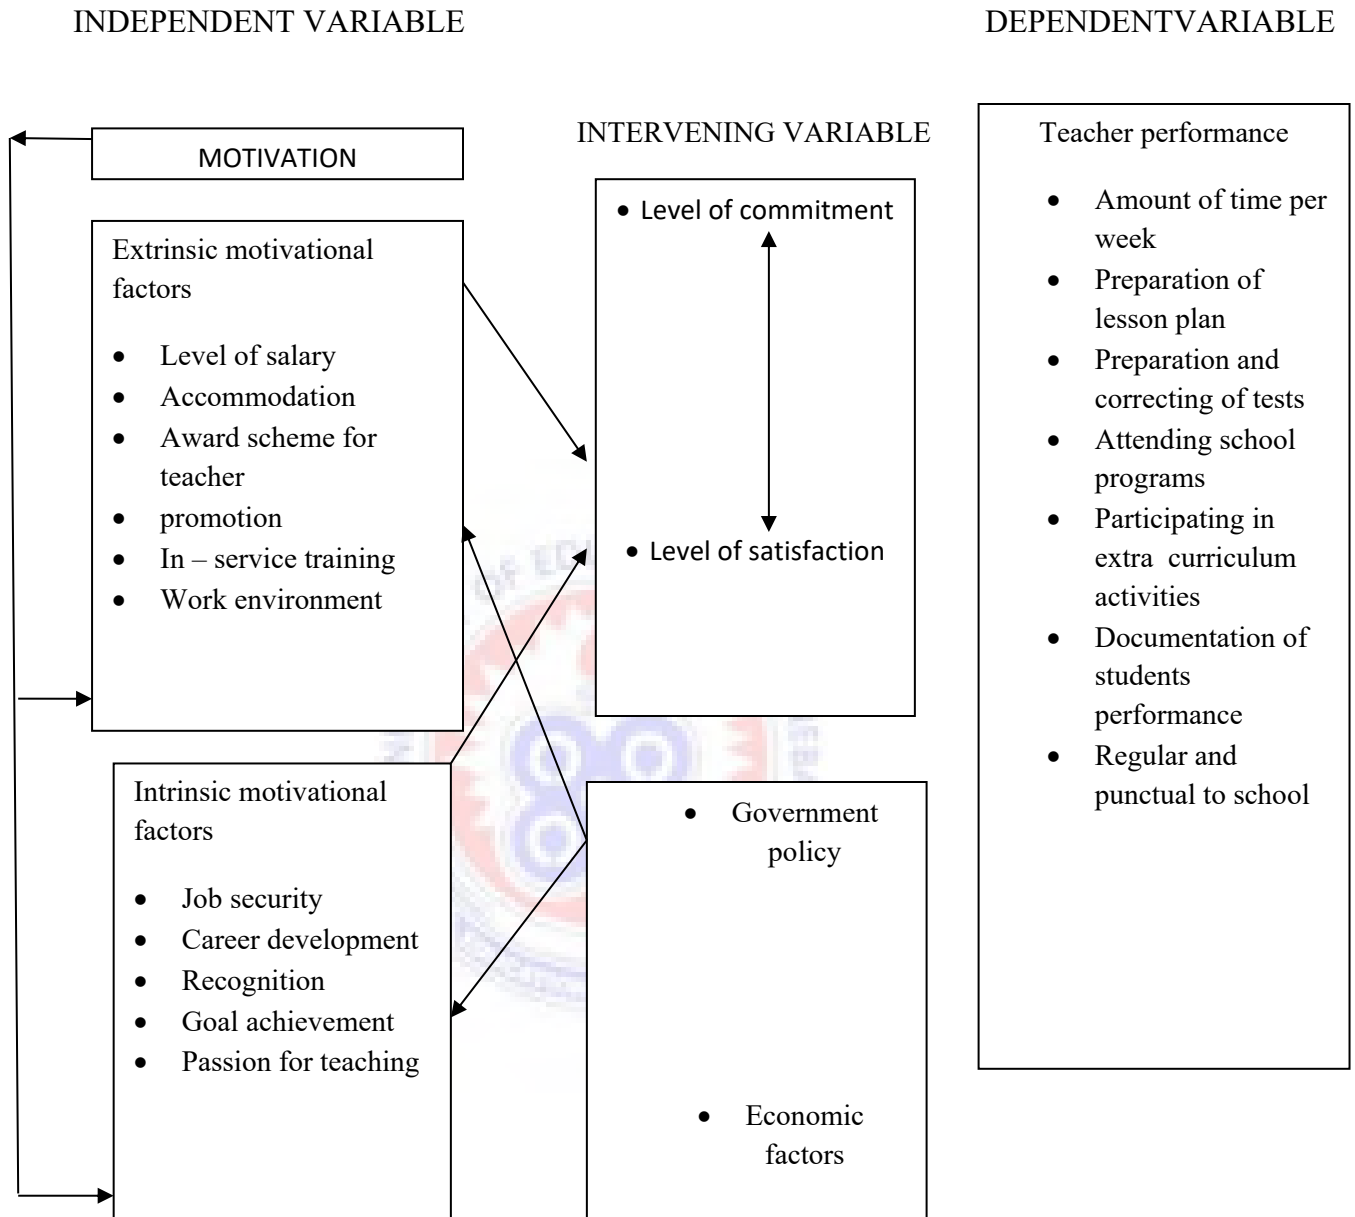 INDEPENDENT VARIABLE
DEPENDENTVARIABLE
MOTIVATION
Extrinsic motivational
factors
• Level of salary
• Accommodation
• Award scheme for
teacher
• promotion
• In – service training
• Work environment
Intrinsic motivational
factors
• Job security
• Career development
• Recognition
• Goal achievement
• Passion for teaching
INTERVENING VARIABLE
• Level of commitment
• Level of satisfaction
• Government
policy
• Economic
factors
Teacher performance
• Amount of time per
week
• Preparation of
lesson plan
• Preparation and
correcting of tests
• Attending school
programs
• Participating in
extra curriculum
activities
• Documentation of
students
performance
• Regular and
punctual to school
OF